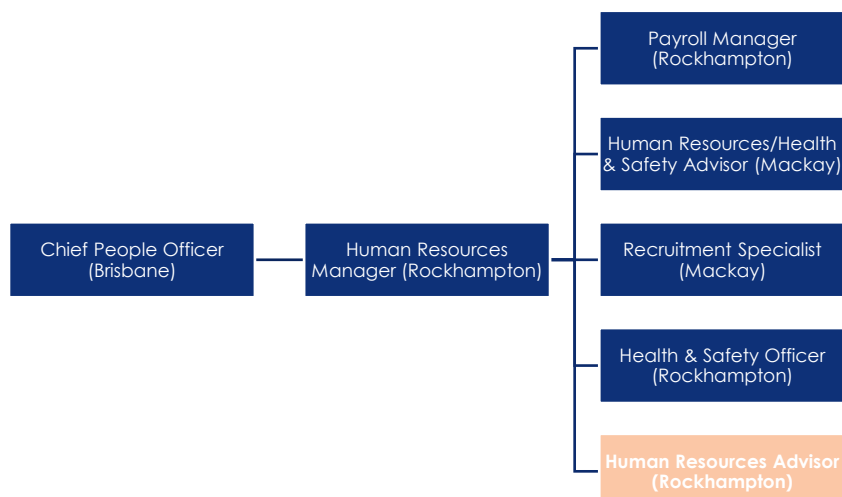 Payroll Manager
(Rockhampton)
Human Resources/Health
& Safety Advisor (Mackay)
Chief People Officer
(Brisbane)
Human Resources
Manager (Rockhampton)
Recruitment Specialist
(Mackay)
Health & Safety Officer
(Rockhampton)
Human Resources Advisor
(Rockhampton)